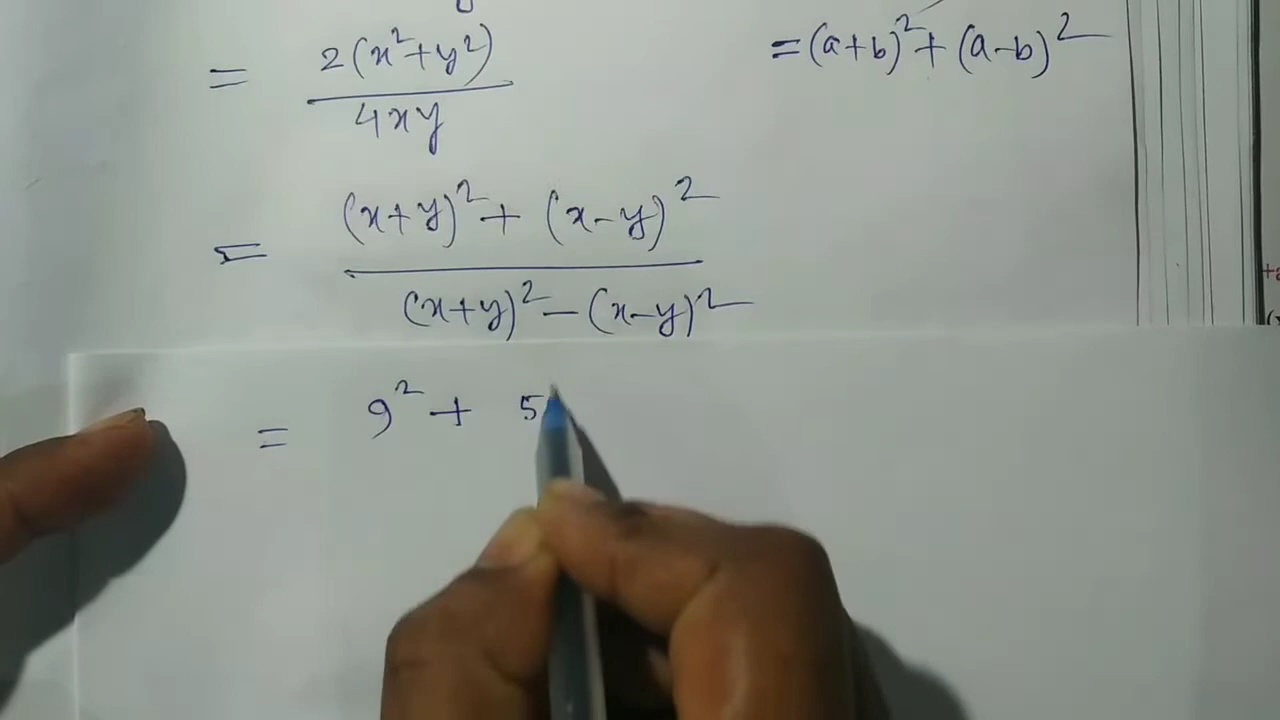 = (a+b)² + (a-b)²
= 2(x²+y²) / 4xy
= (x+y)² + (x-y)² / (x+y)² - (x-y)²
= 9² + 5